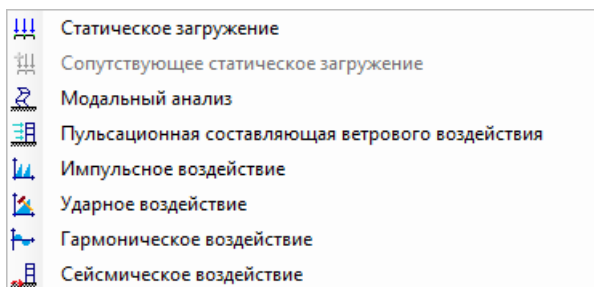 Статическое загружение
Сопутствующее статическое загружение
Модальный анализ
Пульсационная составляющая ветрового воздействия
Импульсное воздействие
Ударное воздействие
Гармоническое воздействие
Сейсмическое воздействие